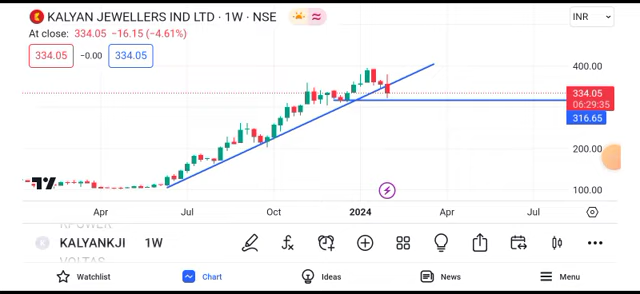 KALYAN JEWELLERS IND LTD · 1W · NSE
INR
At close: 334.05 −16.15 (−4.61%)
334.05 −0.00 334.05
400.00
334.05
06:29:35
316.65
200.00
100.00
Apr Jul Oct 2024 Apr Jul
RPOWER
KALYANKJI 1W
VOLTAS
Watchlist Chart Ideas News Menu